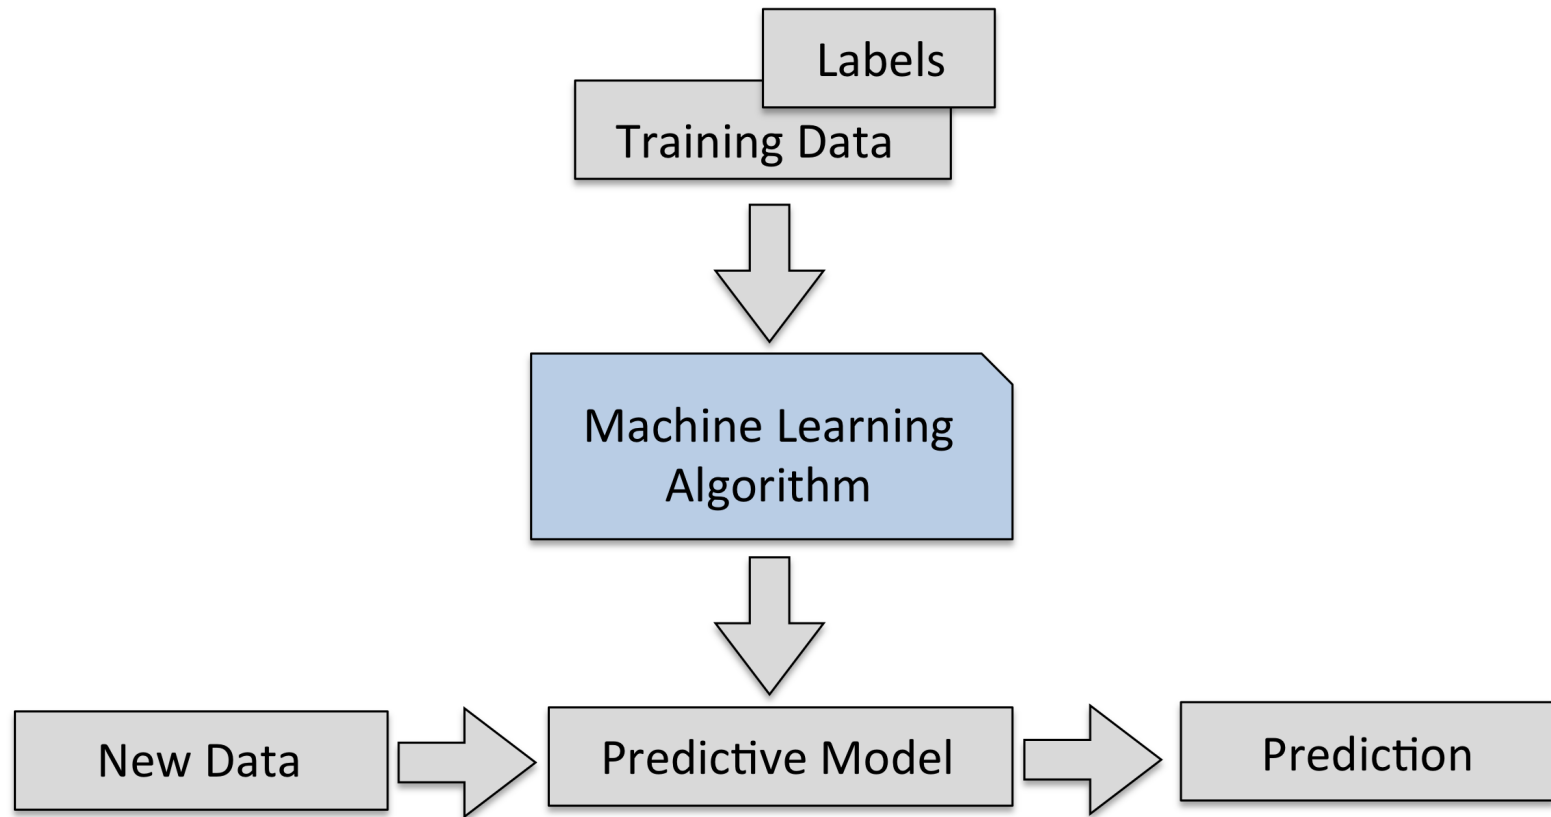 Labels
Training Data
Machine Learning
Algorithm
New Data
Predictive Model
Prediction